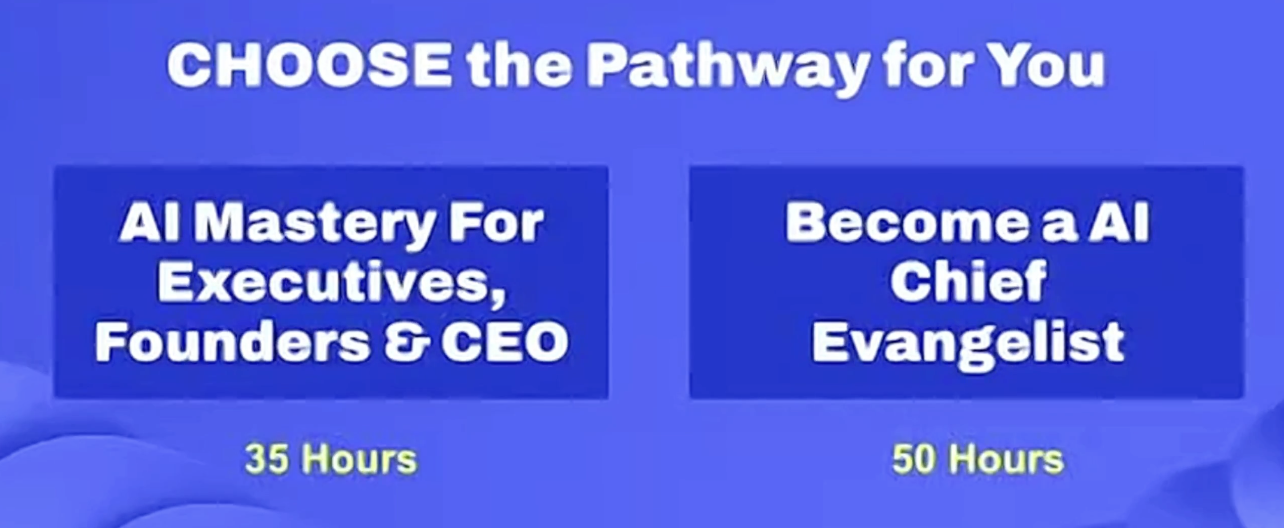 CHOOSE the Pathway for You
AI Mastery For
Executives,
Founders & CEO
35 Hours
Become a AI
Chief
Evangelist
50 Hours